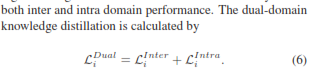 both inter and intra domain performance. The dual-domain
knowledge distillation is calculated by
ℒ_i^{Dual} = ℒ_i^{Inter} + ℒ_i^{Intra}. (6)